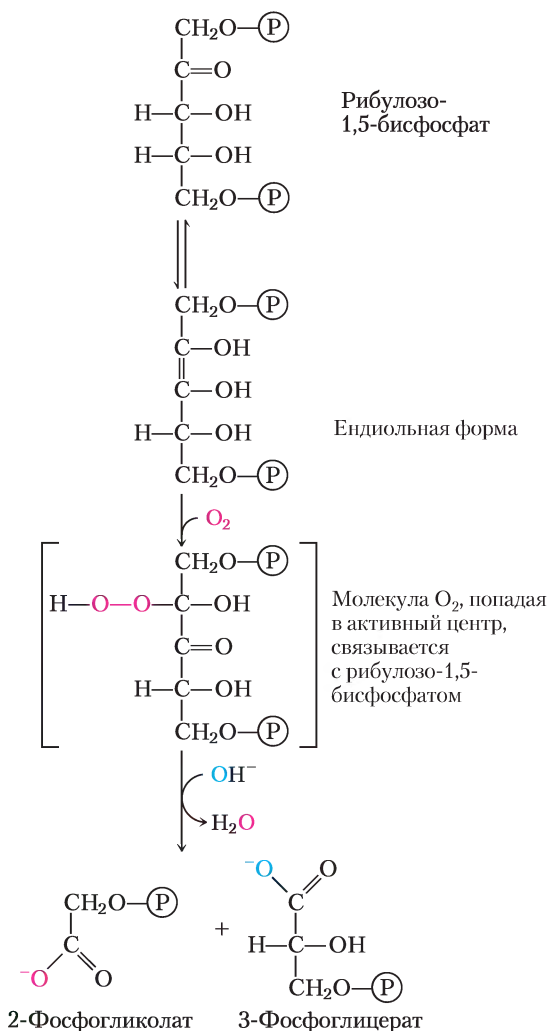 CH₂O—P
C=O
H—C—OH
H—C—OH
CH₂O—P
Рибулозо-
1,5-бисфосфат
CH₂O—P
C—OH
C—OH
H—C—OH
CH₂O—P
Ендиольная форма
O₂
CH₂O—P
H—O—O—C—OH
C=O
H—C—OH
CH₂O—P
Молекула O₂, попадая
в активный центр,
связывается
с рибулозо-1,5-
бисфосфатом
OH⁻
H₂O
CH₂O—P
C
⁻O O
2-Фосфогликолат
+
⁻O O
C
H—C—OH
CH₂O—P
3-Фосфоглицерат